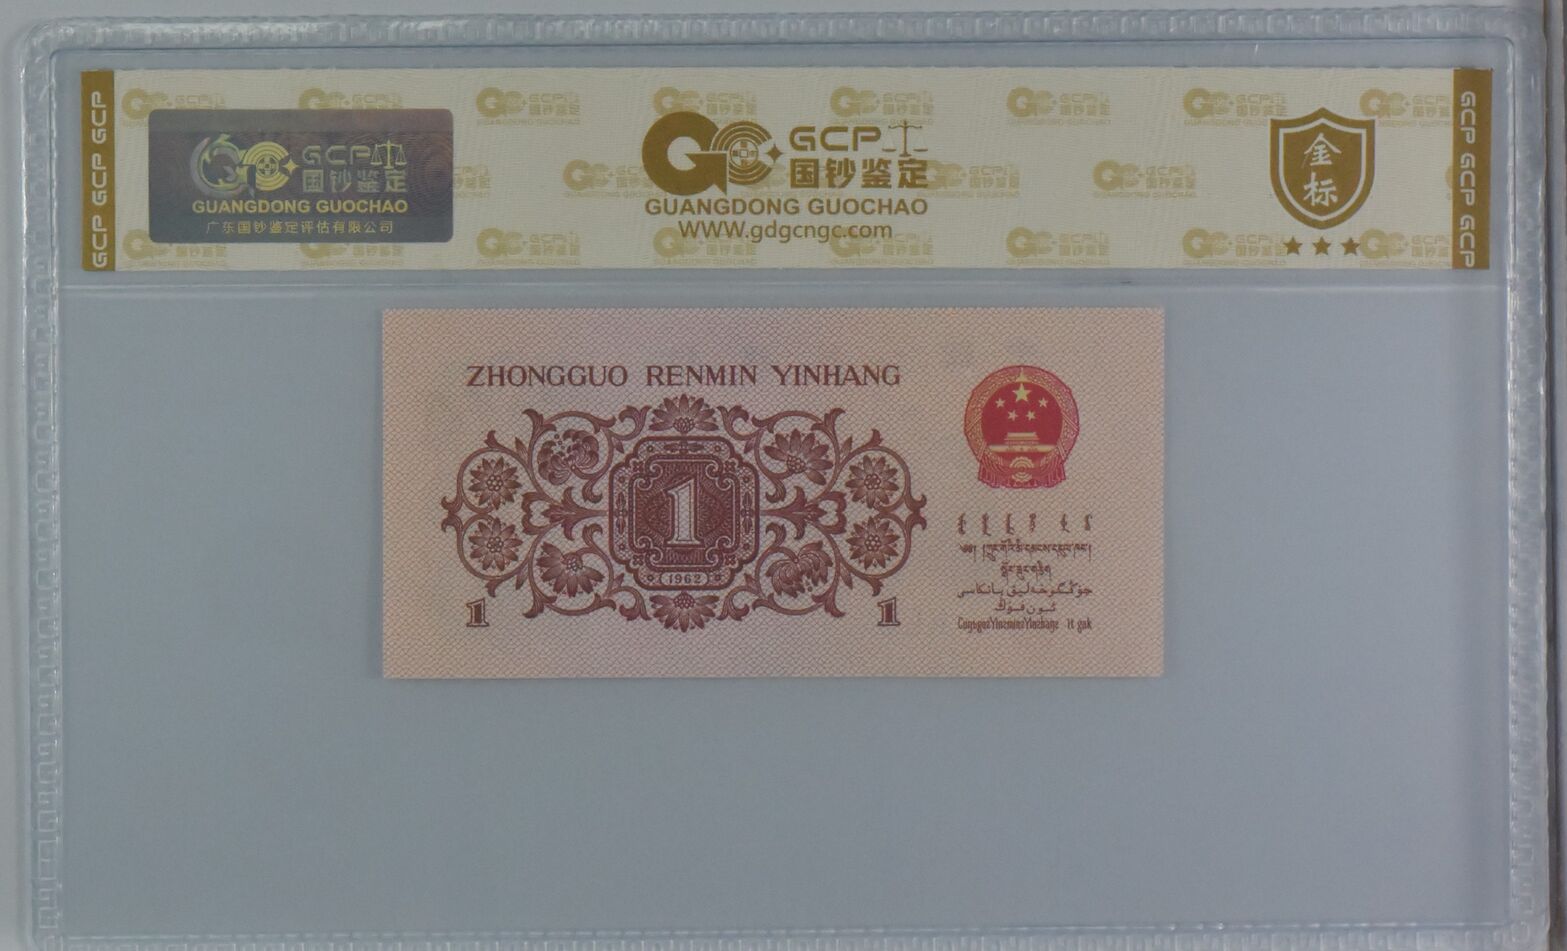 GCP GCP GCP
GCP 国钞鉴定
GUANGDONG GUOCHAO
广东国钞鉴定评估有限公司
GCP
国钞鉴定
GUANGDONG GUOCHAO
WWW.gdgcngc.com
金标
GCP GCP GCP
ZHONGGUO RENMIN YINHANG
1
1962
1
1